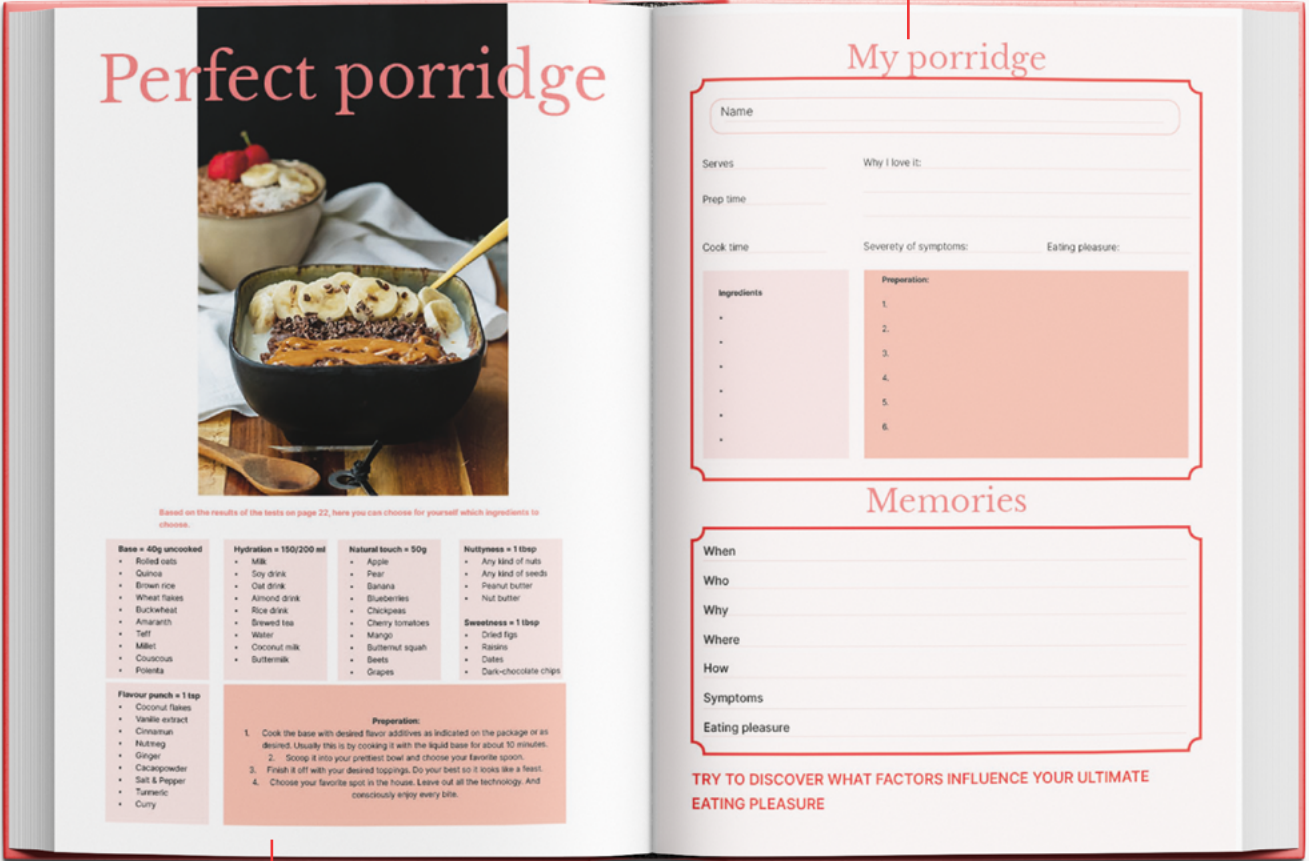 Perfect porridge
Based on the results of the tests on page 22, here you can choose for yourself which ingredients to
choose.
Base = 40g uncooked
• Rolled oats
• Quinoa
• Brown rice
• Wheat flakes
• Buckwheat
• Amaranth
• Teff
• Millet
• Couscous
• Polenta
Hydration = 150/200 ml
• Milk
• Soy drink
• Oat drink
• Almond drink
• Rice drink
• Brewed tea
• Water
• Coconut milk
• Buttermilk
Natural touch = 50g
• Apple
• Pear
• Banana
• Blueberries
• Chickpeas
• Cherry tomatoes
• Mango
• Butternut squah
• Beets
• Grapes
Nuttyness = 1 tbsp
• Any kind of nuts
• Any kind of seeds
• Peanut butter
• Nut butter
Sweetness = 1 tbsp
• Dried figs
• Raisins
• Dates
• Dark-chocolate chips
Flavour punch = 1 tsp
• Coconut flakes
• Vanille extract
• Cinnamun
• Nutmeg
• Ginger
• Cacaopowder
• Salt & Pepper
• Turmeric
• Curry
Preperation:
1. Cook the base with desired flavor additives as indicated on the package or as
desired. Usually this is by cooking it with the liquid base for about 10 minutes.
2. Scoop it into your prettiest bowl and choose your favorite spoon.
3. Finish it off with your desired toppings. Do your best so it looks like a feast.
4. Choose your favorite spot in the house. Leave out all the technology. And
consciously enjoy every bite.
My porridge
Name
Serves
Why I love it:
Prep time
Cook time
Severety of symptoms:
Eating pleasure:
Ingredients
Preperation:
1.
2.
3.
4.
5.
6.
Memories
When
Who
Why
Where
How
Symptoms
Eating pleasure
TRY TO DISCOVER WHAT FACTORS INFLUENCE YOUR ULTIMATE
EATING PLEASURE